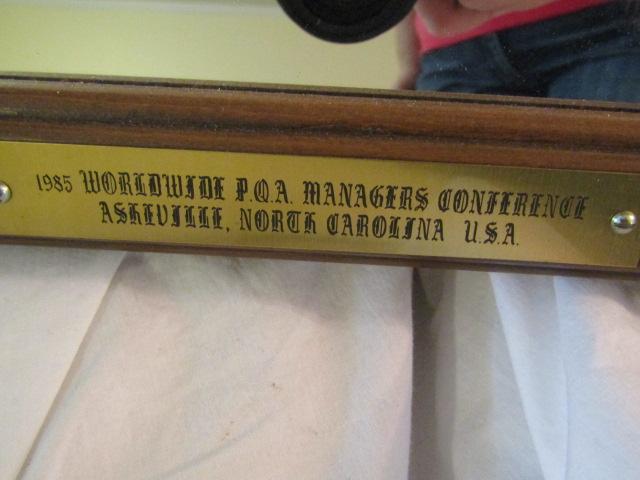 1985 WORLDWIDE P.Q.A. MANAGERS CONFERENCE
ASHEVILLE, NORTH CAROLINA U.S.A.